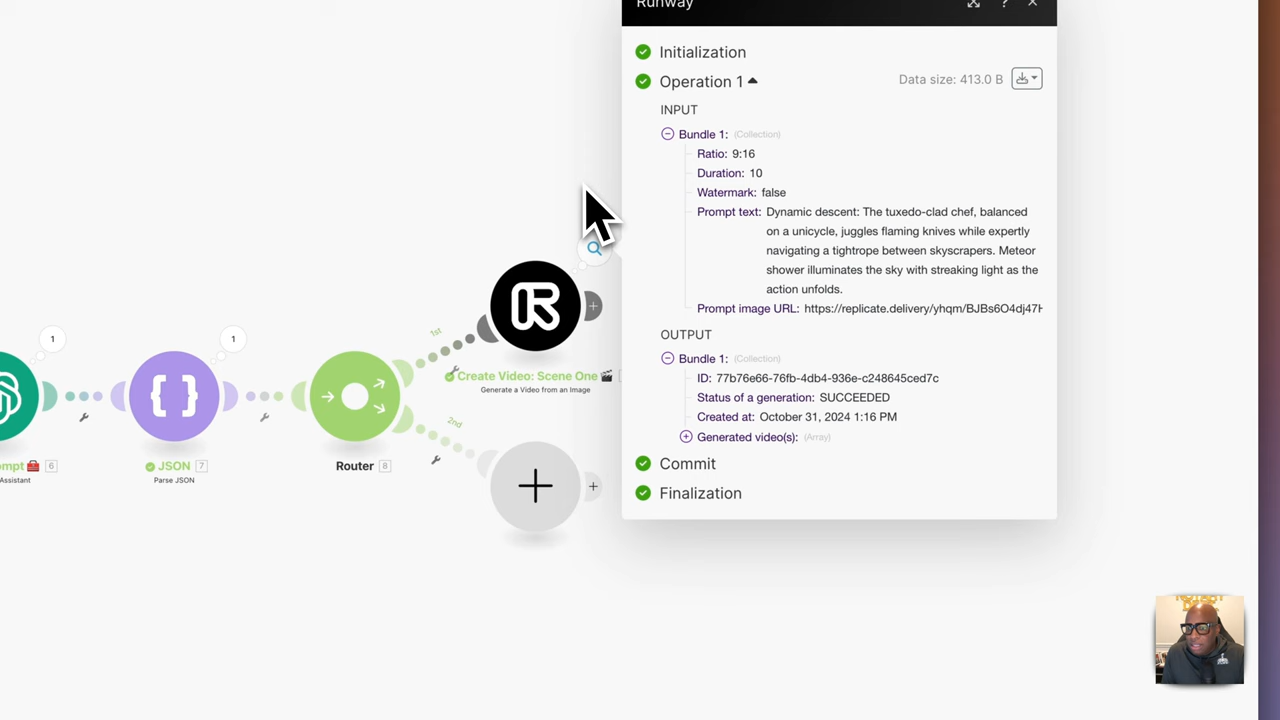 Runway
Initialization
Operation 1
Data size: 413.0 B
INPUT
Bundle 1: (Collection)
Ratio: 9:16
Duration: 10
Watermark: false
Prompt text: Dynamic descent: The tuxedo-clad chef, balanced
on a unicycle, juggles flaming knives while expertly
navigating a tightrope between skyscrapers. Meteor
shower illuminates the sky with streaking light as the
action unfolds.
Prompt image URL: https://replicate.delivery/yhqm/BJBs6O4dj47H
OUTPUT
Bundle 1: (Collection)
ID: 77b76e66-76fb-4db4-936e-c248645ced7c
Status of a generation: SUCCEEDED
Created at: October 31, 2024 1:16 PM
Generated video(s): (Array)
Commit
Finalization
1
1
1st
Create Video: Scene One 🎬
Generate a Video from an Image
2nd
ompt 🧰 6
Assistant
JSON 7
Parse JSON
Router 8